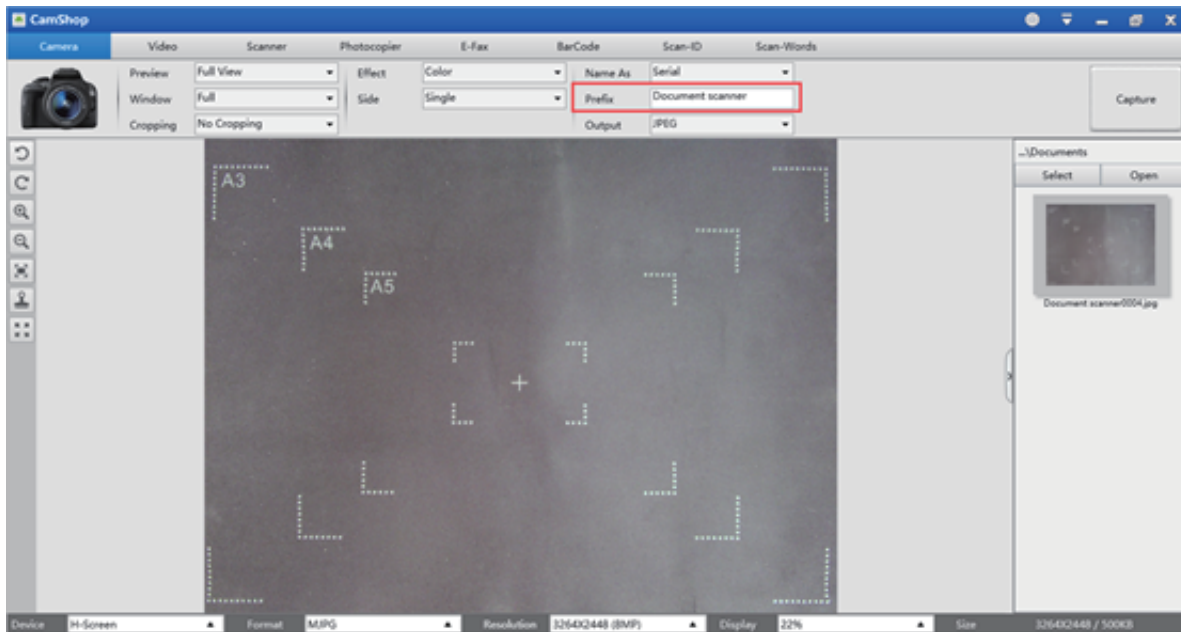 CamShop
Camera Video Scanner Photocopier E-Fax BarCode Scan-ID Scan-Words
Preview Full View Effect Color Name As Serial
Window Full Side Single Prefix Document scanner
Cropping No Cropping Output JPEG
Capture
...\Documents
Select Open
Document scanner0004.jpg
A3
A4
A5
Device H-Screen Format MJPG Resolution 3264X2448 (8MP) Display 22% Size 3264X2448 / 500KB